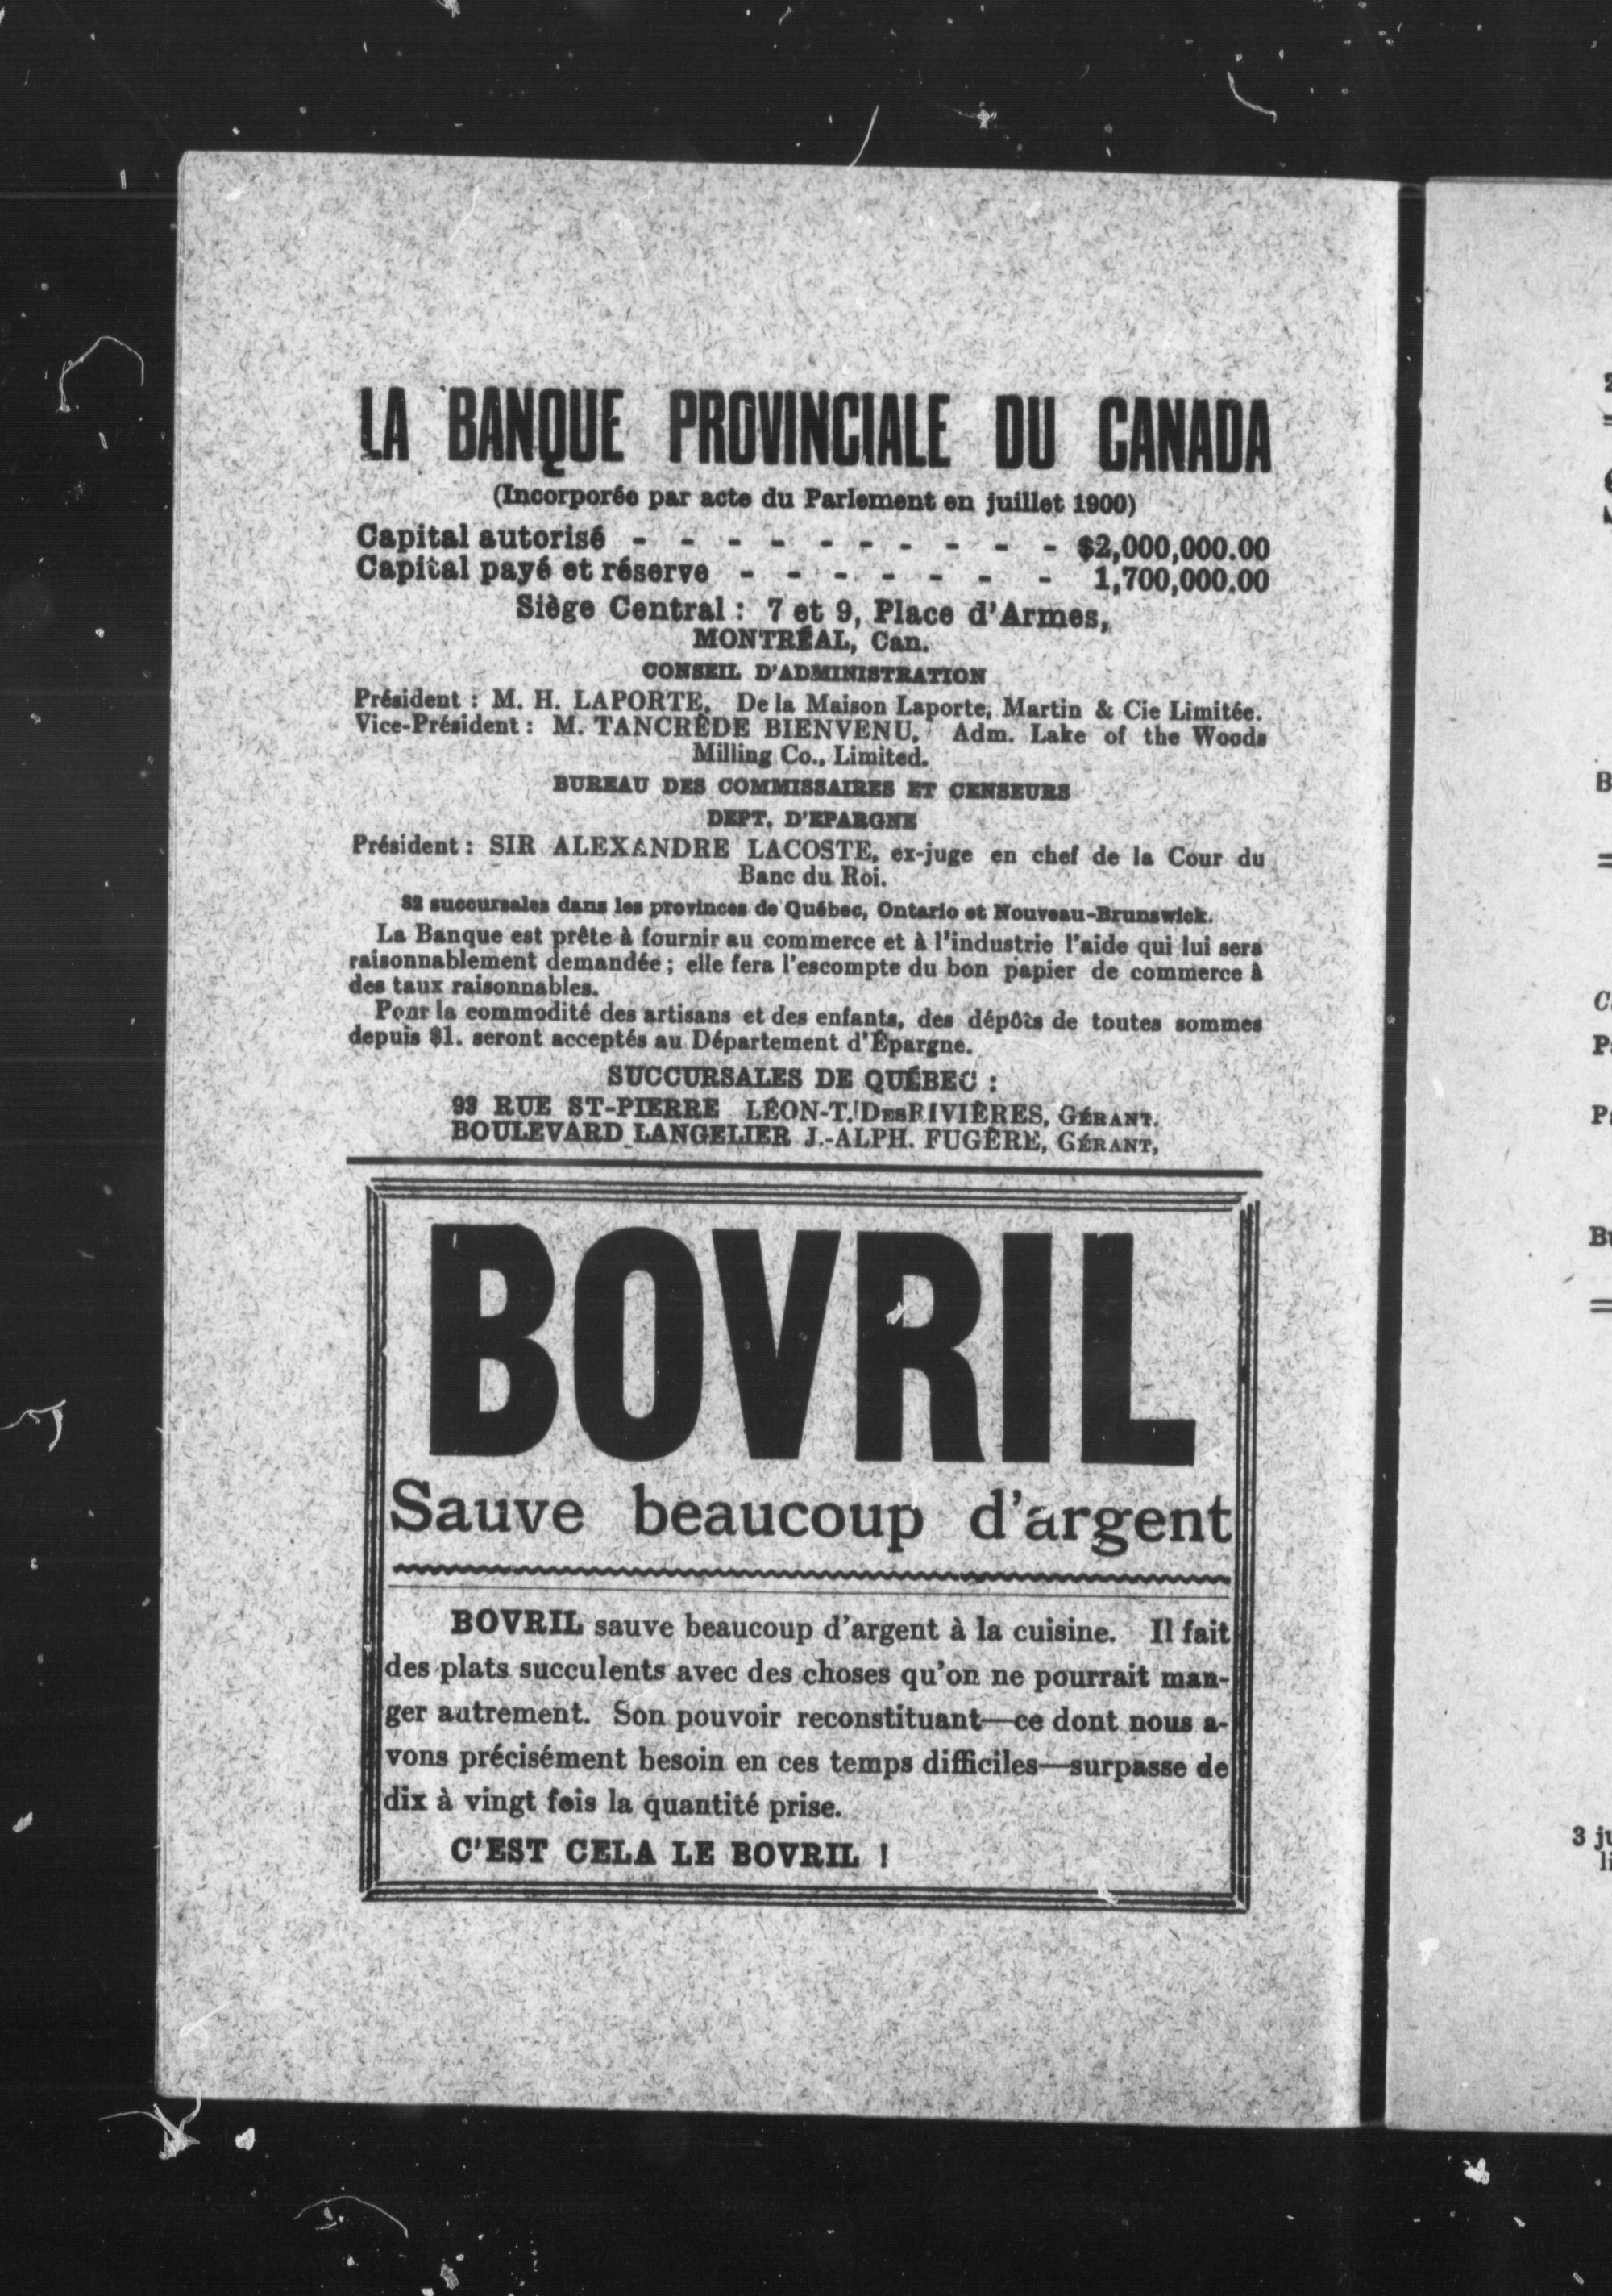 LA BANQUE PROVINCIALE DU CANADA
(Incorporée par acte du Parlement en juillet 1900)
Capital autorisé - - - - - - - - - - $2,000,000.00
Capital payé et réserve - - - - - - - 1,700,000.00
Siège Central : 7 et 9, Place d'Armes,
MONTRÉAL, Can.
CONSEIL D'ADMINISTRATION
Président : M. H. LAPORTE, De la Maison Laporte, Martin & Cie Limitée.
Vice-Président : M. TANCRÈDE BIENVENU, Adm. Lake of the Woods
Milling Co., Limited.
BUREAU DES COMMISSAIRES ET CENSEURS
DEPT. D'EPARGNE
Président : SIR ALEXANDRE LACOSTE, ex-juge en chef de la Cour du
Banc du Roi.
82 succursales dans les provinces de Québec, Ontario et Nouveau-Brunswick.
La Banque est prête à fournir au commerce et à l'industrie l'aide qui lui sera
raisonnablement demandée ; elle fera l'escompte du bon papier de commerce à
des taux raisonnables.
Pour la commodité des artisans et des enfants, des dépôts de toutes sommes
depuis $1. seront acceptés au Département d'Épargne.
SUCCURSALES DE QUÉBEC :
93 RUE ST-PIERRE LÉON-T. DesRIVIÈRES, GÉRANT.
BOULEVARD LANGELIER J.-ALPH. FUGÈRE, GÉRANT,
BOVRIL
Sauve beaucoup d'argent
BOVRIL sauve beaucoup d'argent à la cuisine. Il fait
des plats succulents avec des choses qu'on ne pourrait man-
ger autrement. Son pouvoir reconstituant—ce dont nous a-
vons précisément besoin en ces temps difficiles—surpasse de
dix à vingt fois la quantité prise.
C'EST CELA LE BOVRIL !